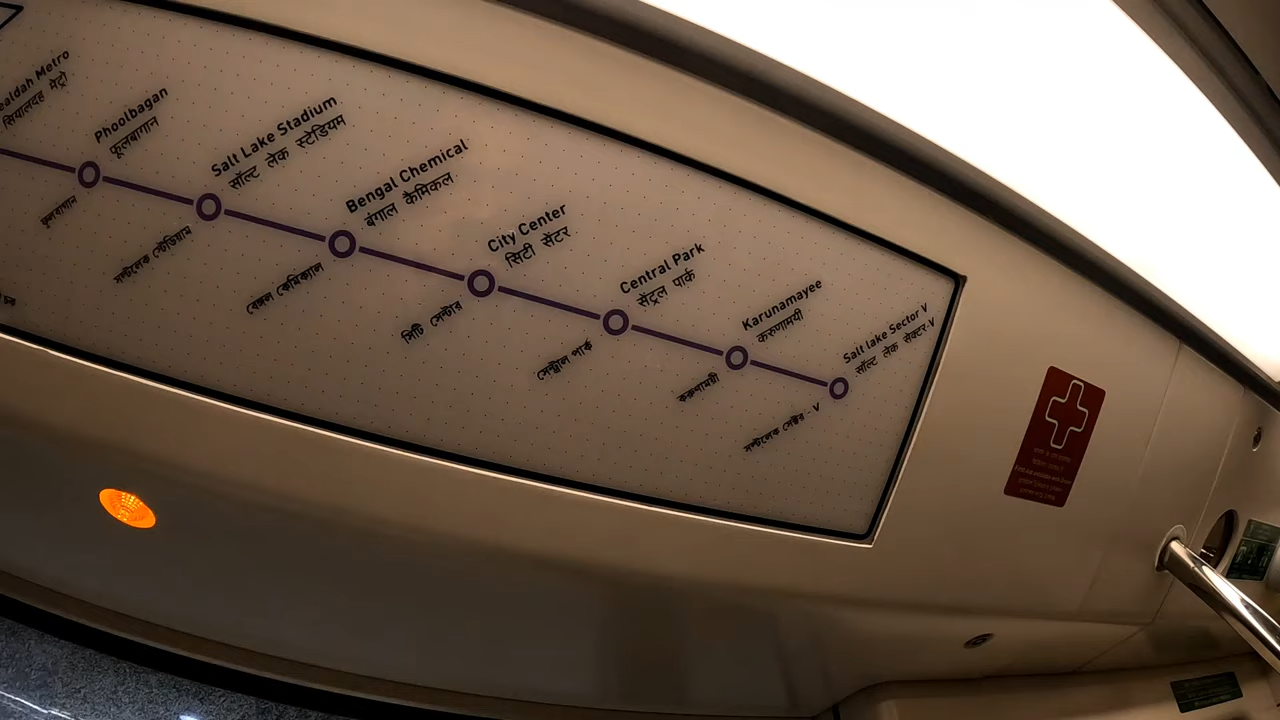 Metro
सियालदह मेट्रो
Phoolbagan
फूलबागान
ফুলবাগান
Salt Lake Stadium
सॉल्ट लेक स्टेडियम
সল্টলেক স্টেডিয়াম
Bengal Chemical
बंगाल कैमिकल
বেঙ্গল কেমিক্যাল
City Center
सिटी सेंटर
সিটি সেন্টার
Central Park
सेंट्रल पार्क
সেন্ট্রাল পার্ক
Karunamayee
करुणामयी
করুণাময়ী
Salt lake Sector V
सॉल्ट लेक सेक्टर-V
সল্টলেক সেক্টর - V